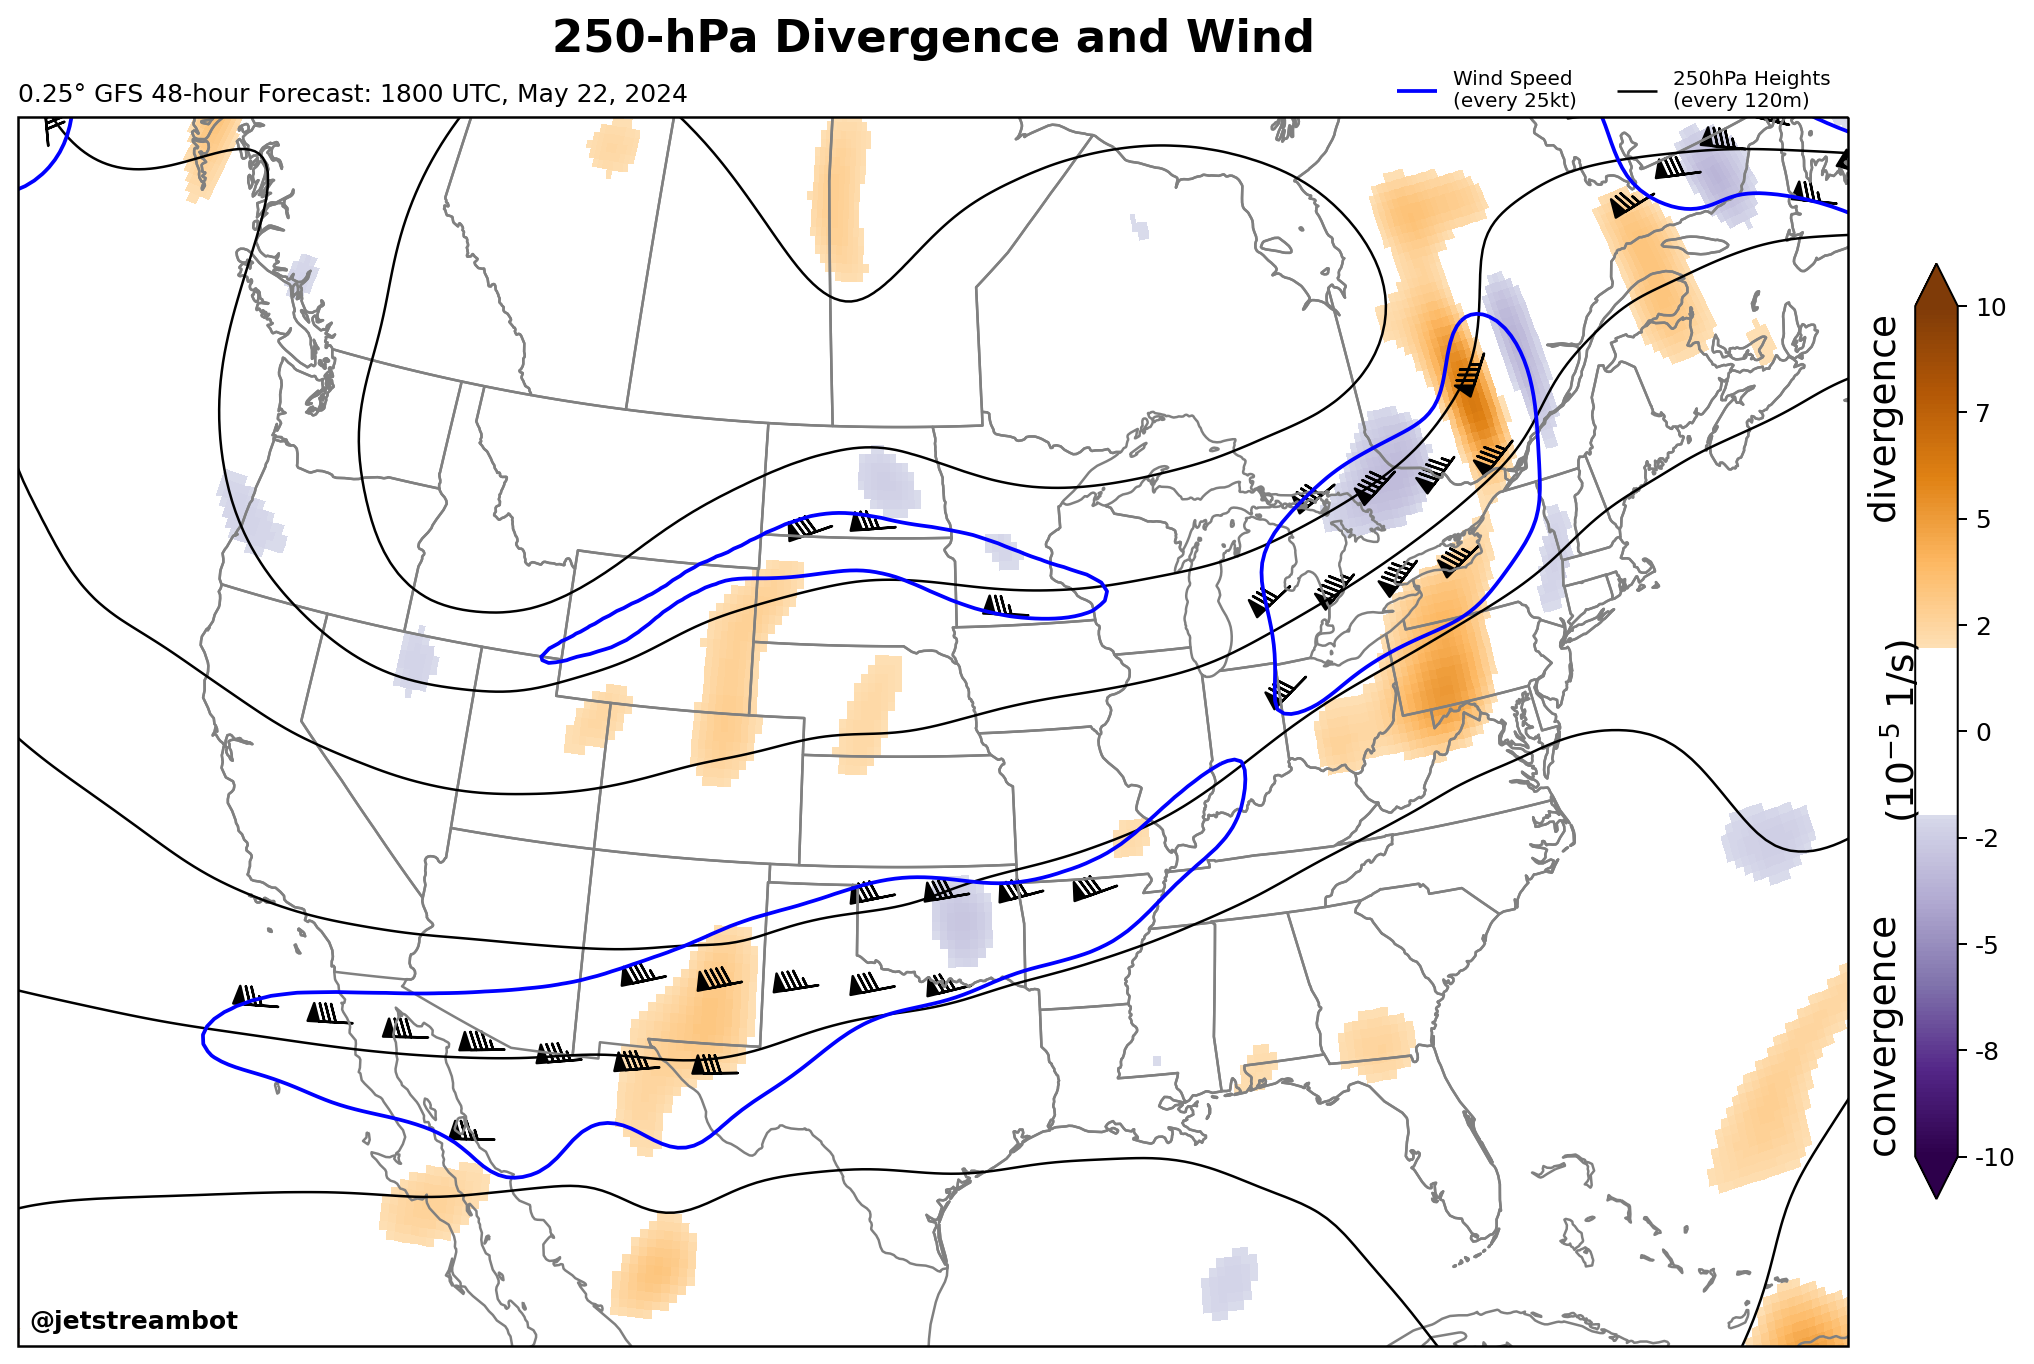 250-hPa Divergence and Wind
0.25° GFS 48-hour Forecast: 1800 UTC, May 22, 2024
Wind Speed
(every 25kt)
250hPa Heights
(every 120m)
10
7
5
2
0
-2
-5
-8
-10
divergence
(10⁻⁵ 1/s)
convergence
@jetstreambot